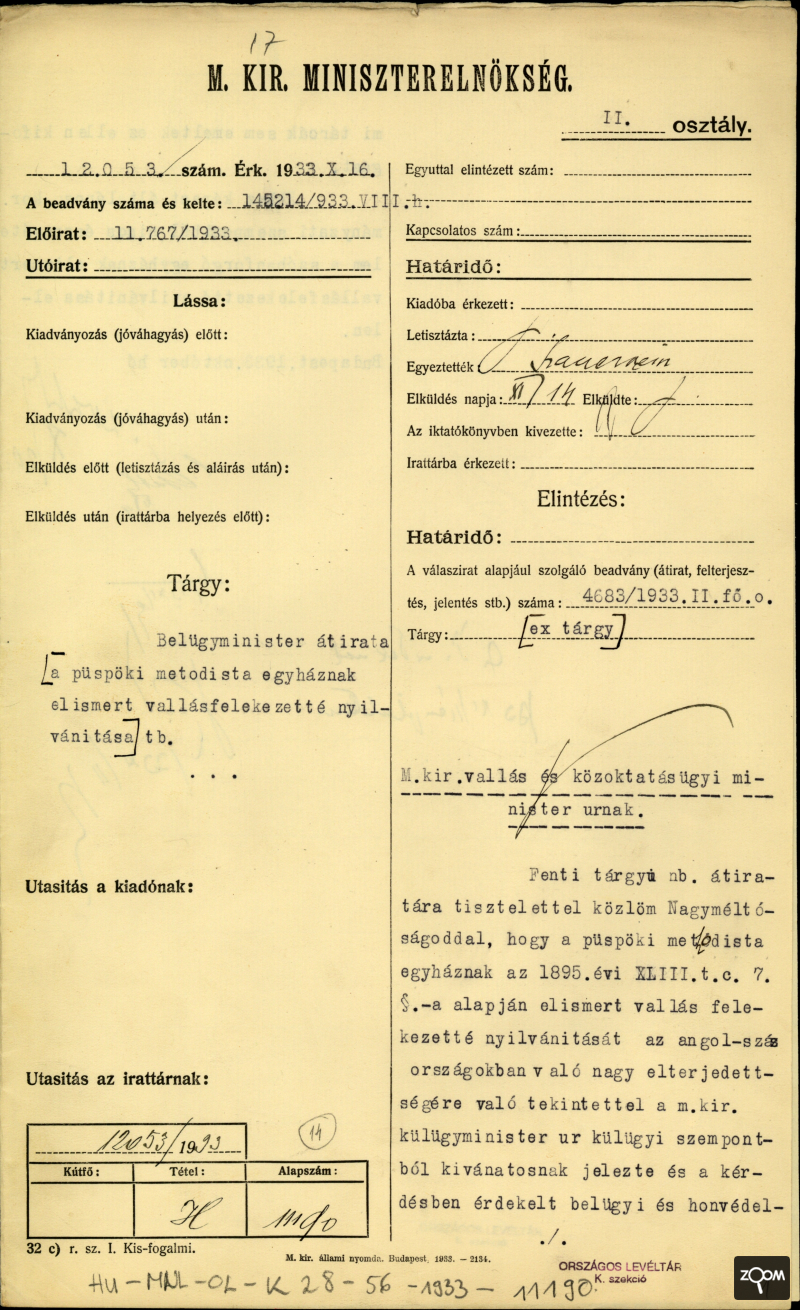 17
M. KIR. MINISZTERELNÖKSÉG.
II. osztály.
12053. szám. Érk. 1933.X.16.
A beadvány száma és kelte: 145214/933.VIII.h.
Előirat: 11.767/1933.
Utóirat:
Lássa:
Kiadványozás (jóváhagyás) előtt:
Kiadványozás (jóváhagyás) után:
Elküldés előtt (letisztázás és aláirás után):
Elküldés után (irattárba helyezés előtt):
Tárgy:
Belügyminister átirata
[a püspöki metodista egyháznak
elismert vallásfelekezetté nyil-
vánitása] tb.
. . .
Utasitás a kiadónak:
Utasitás az irattárnak:
12053/1933
14
Kútfő: Tétel: Alapszám:
H
32 c) r. sz. I. Kis-fogalmi.
Egyuttal elintézett szám:
Kapcsolatos szám:
Határidő:
Kiadóba érkezett:
Letisztázta:
Egyeztették:
Elküldés napja: XI/14 Elküldte:
Az iktatókönyvben kivezette:
Irattárba érkezett:
Elintézés:
Határidő:
A válaszirat alapjául szolgáló beadvány (átirat, felterjesz-
tés, jelentés stb.) száma: 4683/1933.II.fő.o.
Tárgy: [ex tárgy]
M.kir.vallás és közoktatásügyi mi-
nister urnak.
Fenti tárgyú nb. átira-
tára tisztelettel közlöm Nagymélt ó-
ságoddal, hogy a püspöki metodista
egyháznak az 1895.évi XLIII.t.c. 7.
§.-a alapján elismert vallás fele-
kezetté nyilvánitását az angol-szász
országokban v aló nagy elterjedett-
ségére való tekintettel a m.kir.
külügyminister ur külügyi szempont-
ból kivánatosnak jelezte és a kér-
désben érdekelt belügyi és honvédel-
./.
M. kir. állami nyomda. Budapest, 1933. — 2134.
ORSZÁGOS LEVÉLTÁR
K. szekció
HU-MNL-OL-K 28-56-1933-11190
ZOOM